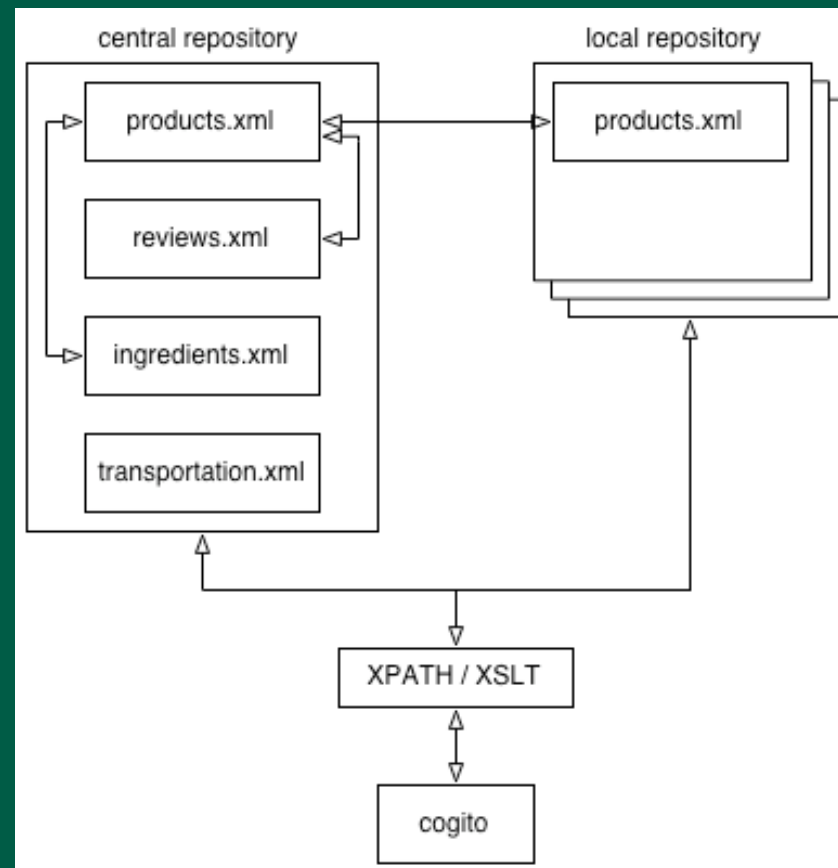 central repository
local repository
products.xml
products.xml
reviews.xml
ingredients.xml
transportation.xml
XPATH / XSLT
cogito